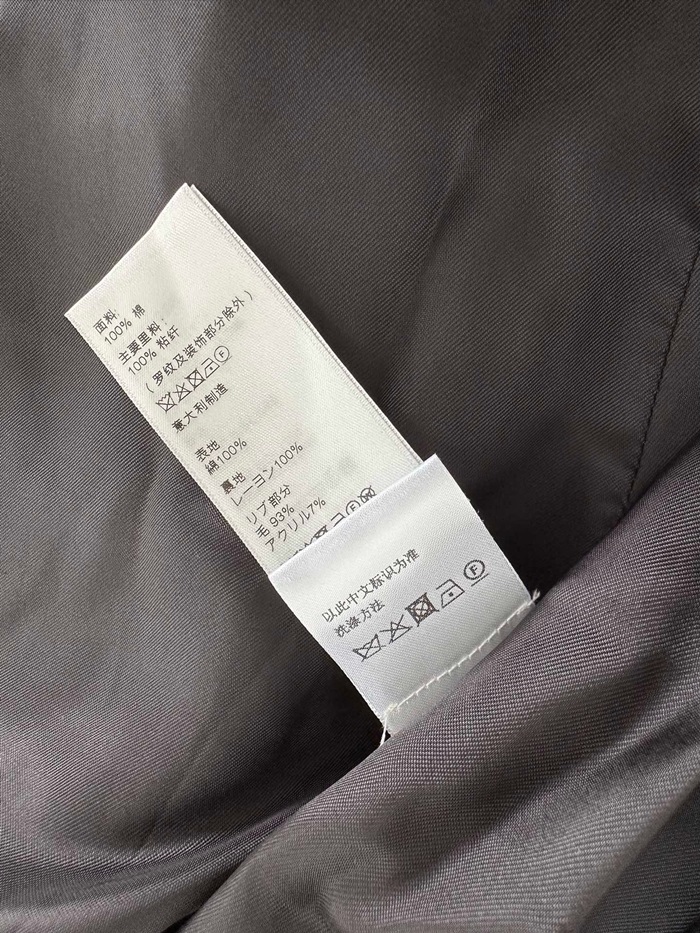 面料:
100% 棉
主要里料:
100% 粘纤
(罗纹及装饰部分除外)
F
意大利制造
表地
綿100%
裏地
レーヨン100%
リブ部分
毛 93%
アクリル7%
以此中文标识为准
洗涤方法
F